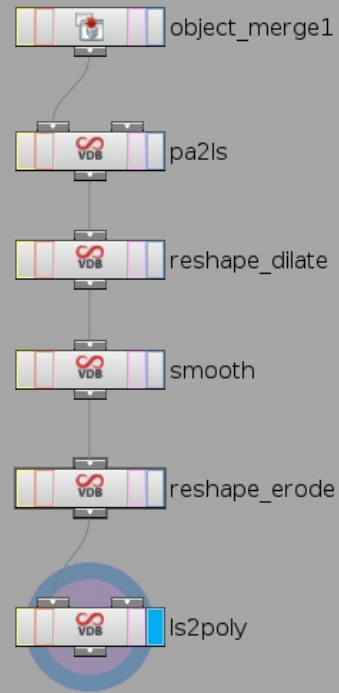 object_merge1
VDB
pa2ls
VDB
reshape_dilate
VDB
smooth
VDB
reshape_erode
VDB
ls2poly